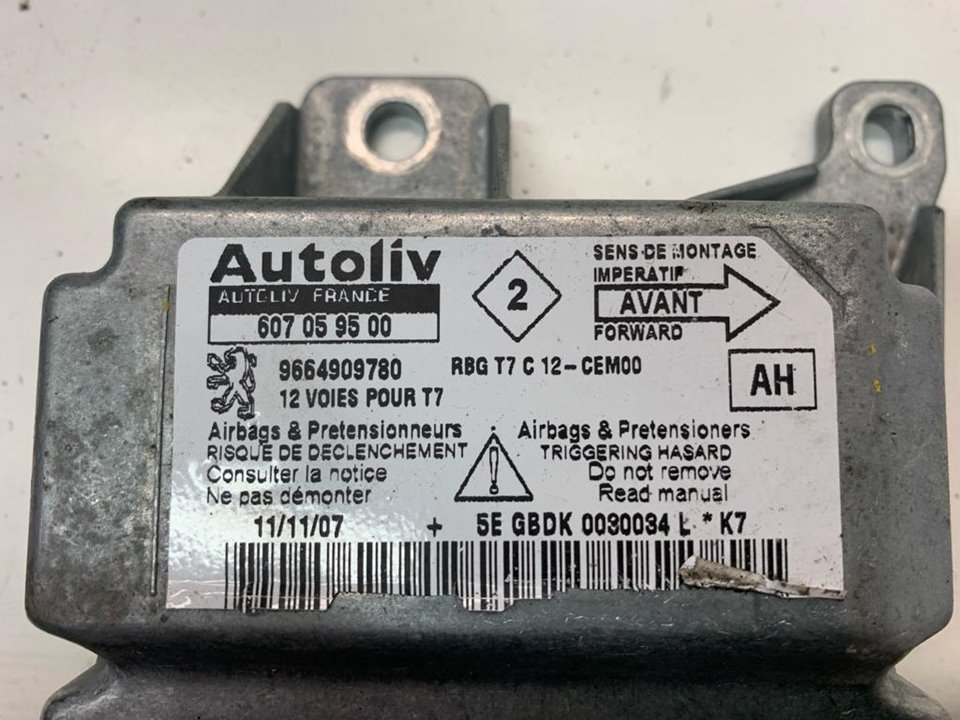 Autoliv
AUTOLIV FRANCE
607 05 95 00
2
SENS DE MONTAGE
IMPERATIF
AVANT
FORWARD
9664909780
RBG T7 C 12-CEM00
12 VOIES POUR T7
AH
Airbags & Pretensionneurs
RISQUE DE DECLENCHEMENT
Consulter la notice
Ne pas démonter
!
Airbags & Pretensioners
TRIGGERING HASARD
Do not remove
Read manual
11/11/07 + 5E GBDK 0030034 L * K7